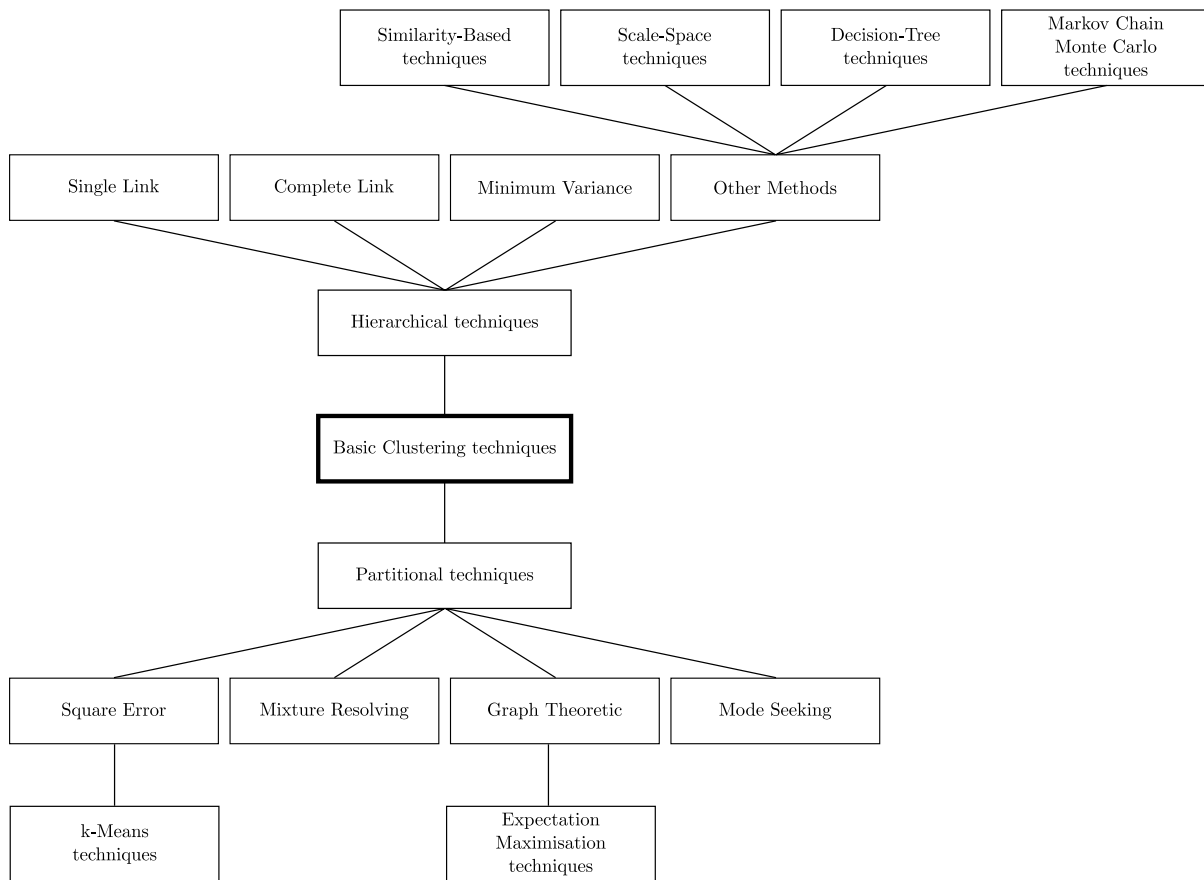 Similarity-Based
techniques
Scale-Space
techniques
Decision-Tree
techniques
Markov Chain
Monte Carlo
techniques
Single Link
Complete Link
Minimum Variance
Other Methods
Hierarchical techniques
Basic Clustering techniques
Partitional techniques
Square Error
Mixture Resolving
Graph Theoretic
Mode Seeking
k-Means
techniques
Expectation
Maximisation
techniques